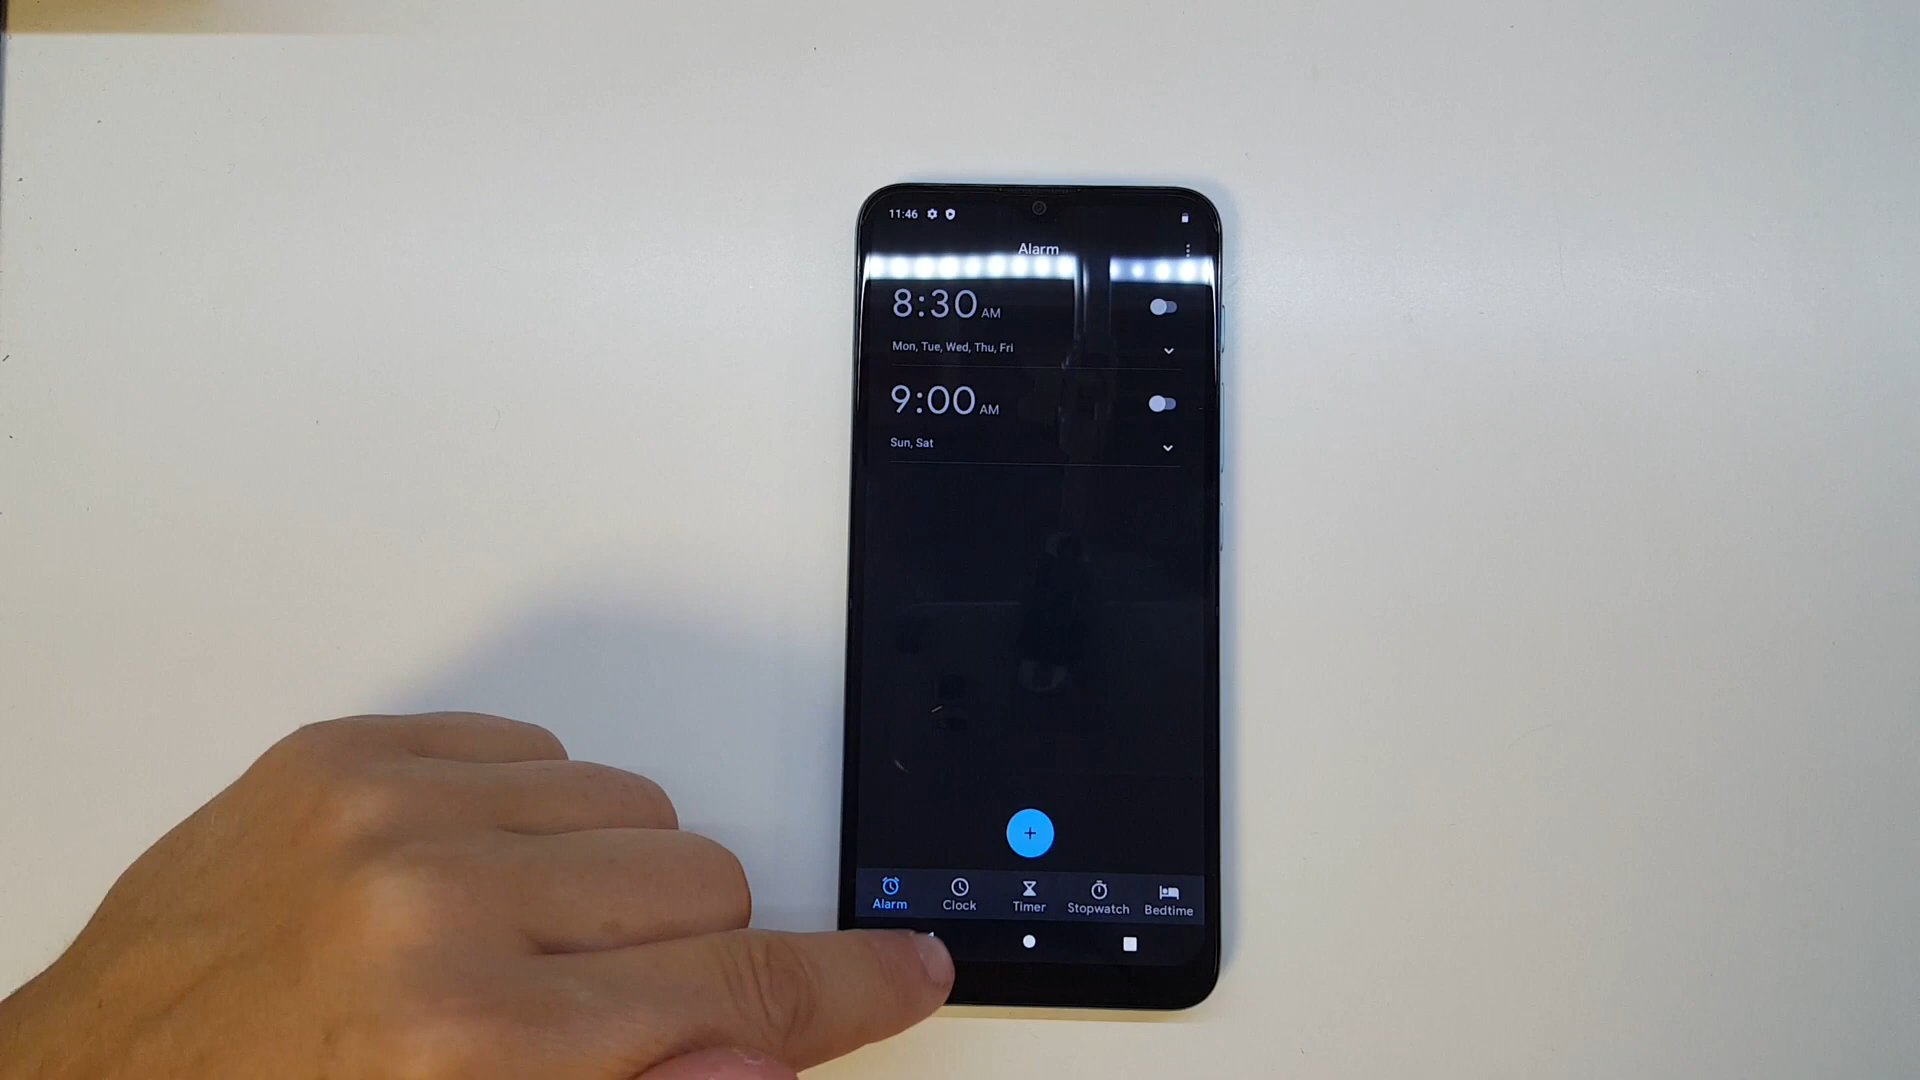 11:46
Alarm
8:30 AM
Mon, Tue, Wed, Thu, Fri
9:00 AM
Sun, Sat
Alarm Clock Timer Stopwatch Bedtime